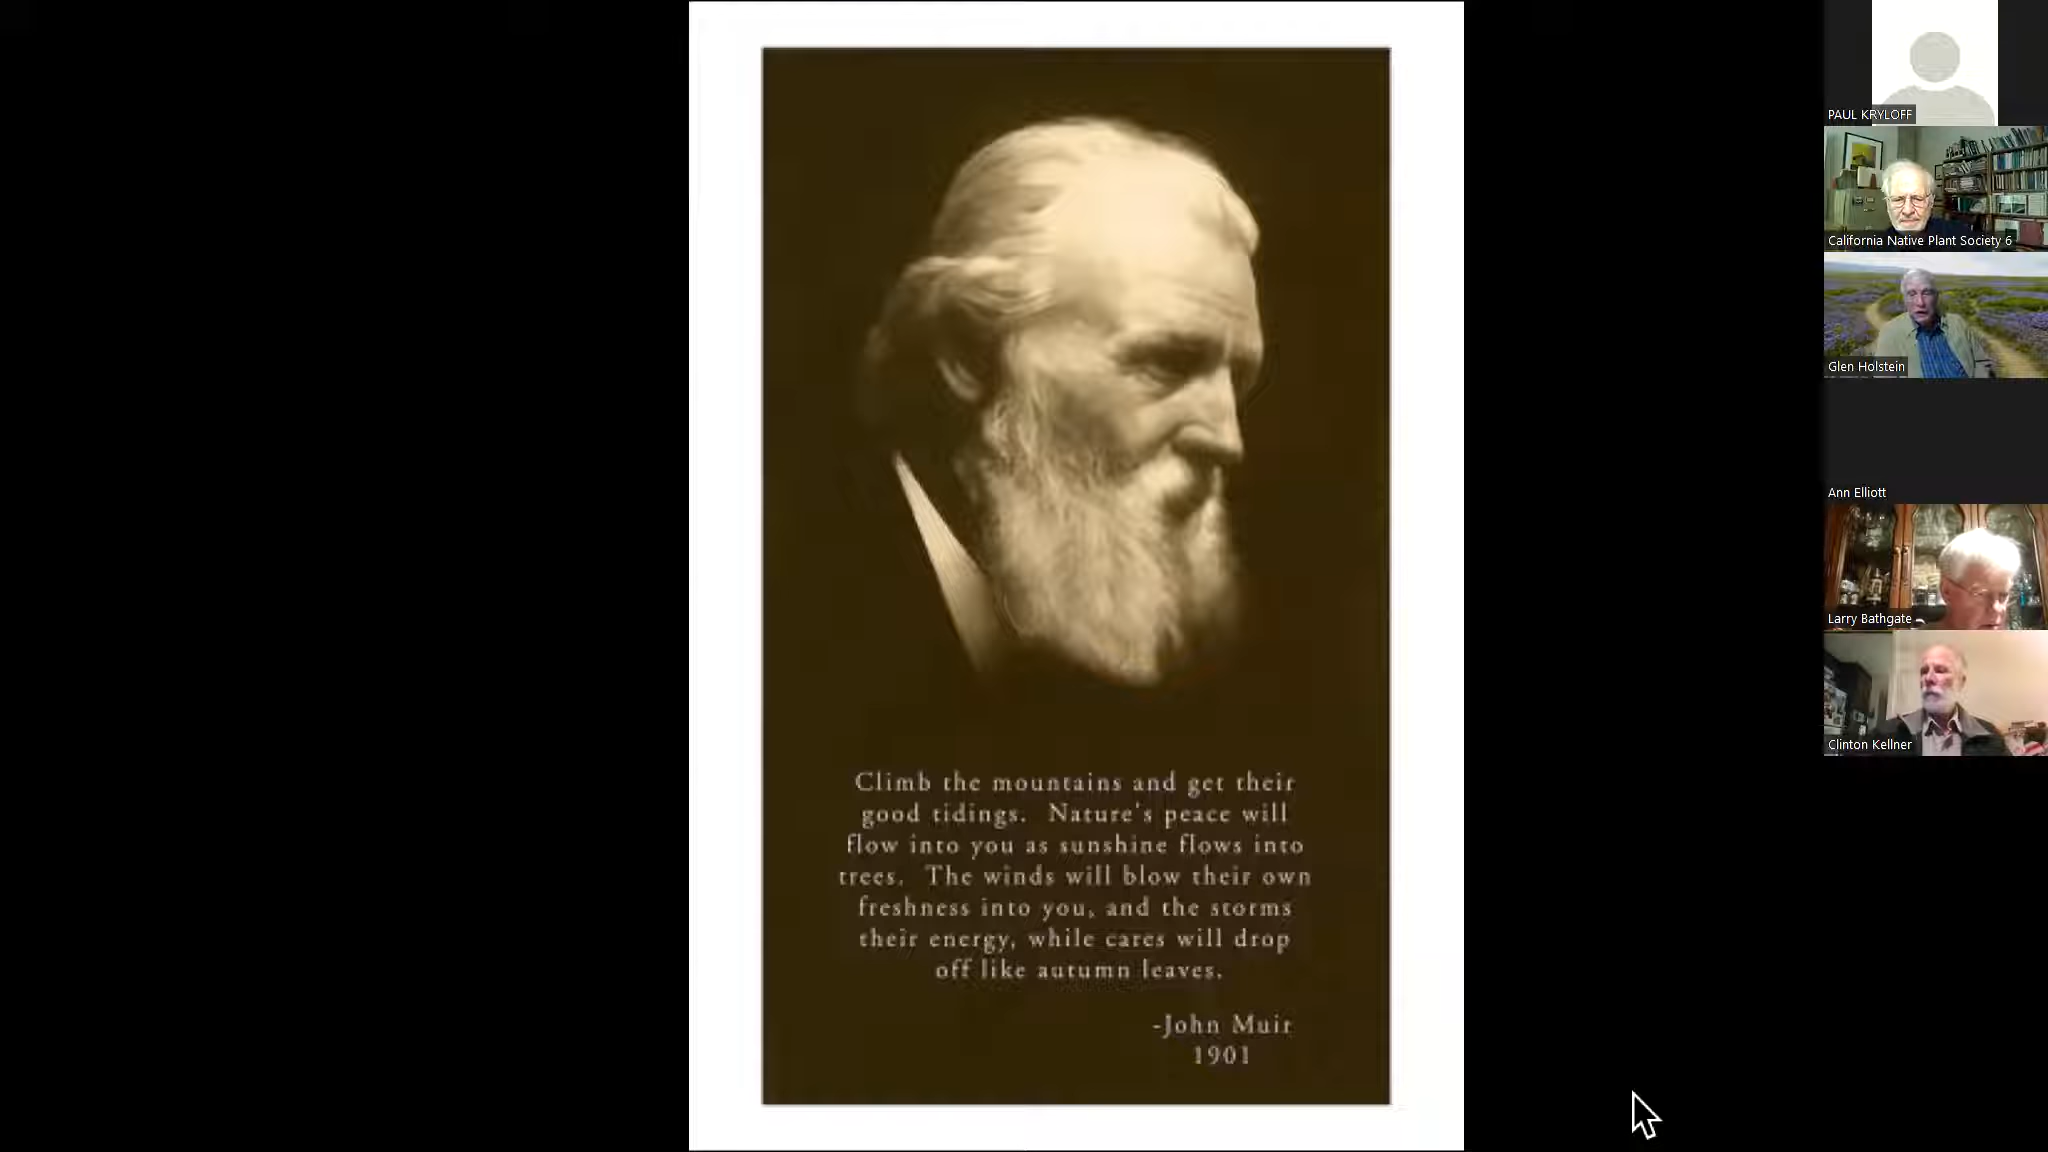 Climb the mountains and get their
good tidings. Nature's peace will
flow into you as sunshine flows into
trees. The winds will blow their own
freshness into you, and the storms
their energy, while cares will drop
off like autumn leaves.
-John Muir
1901
PAUL KRYLOFF
California Native Plant Society 6
Glen Holstein
Ann Elliott
Larry Bathgate
Clinton Kellner